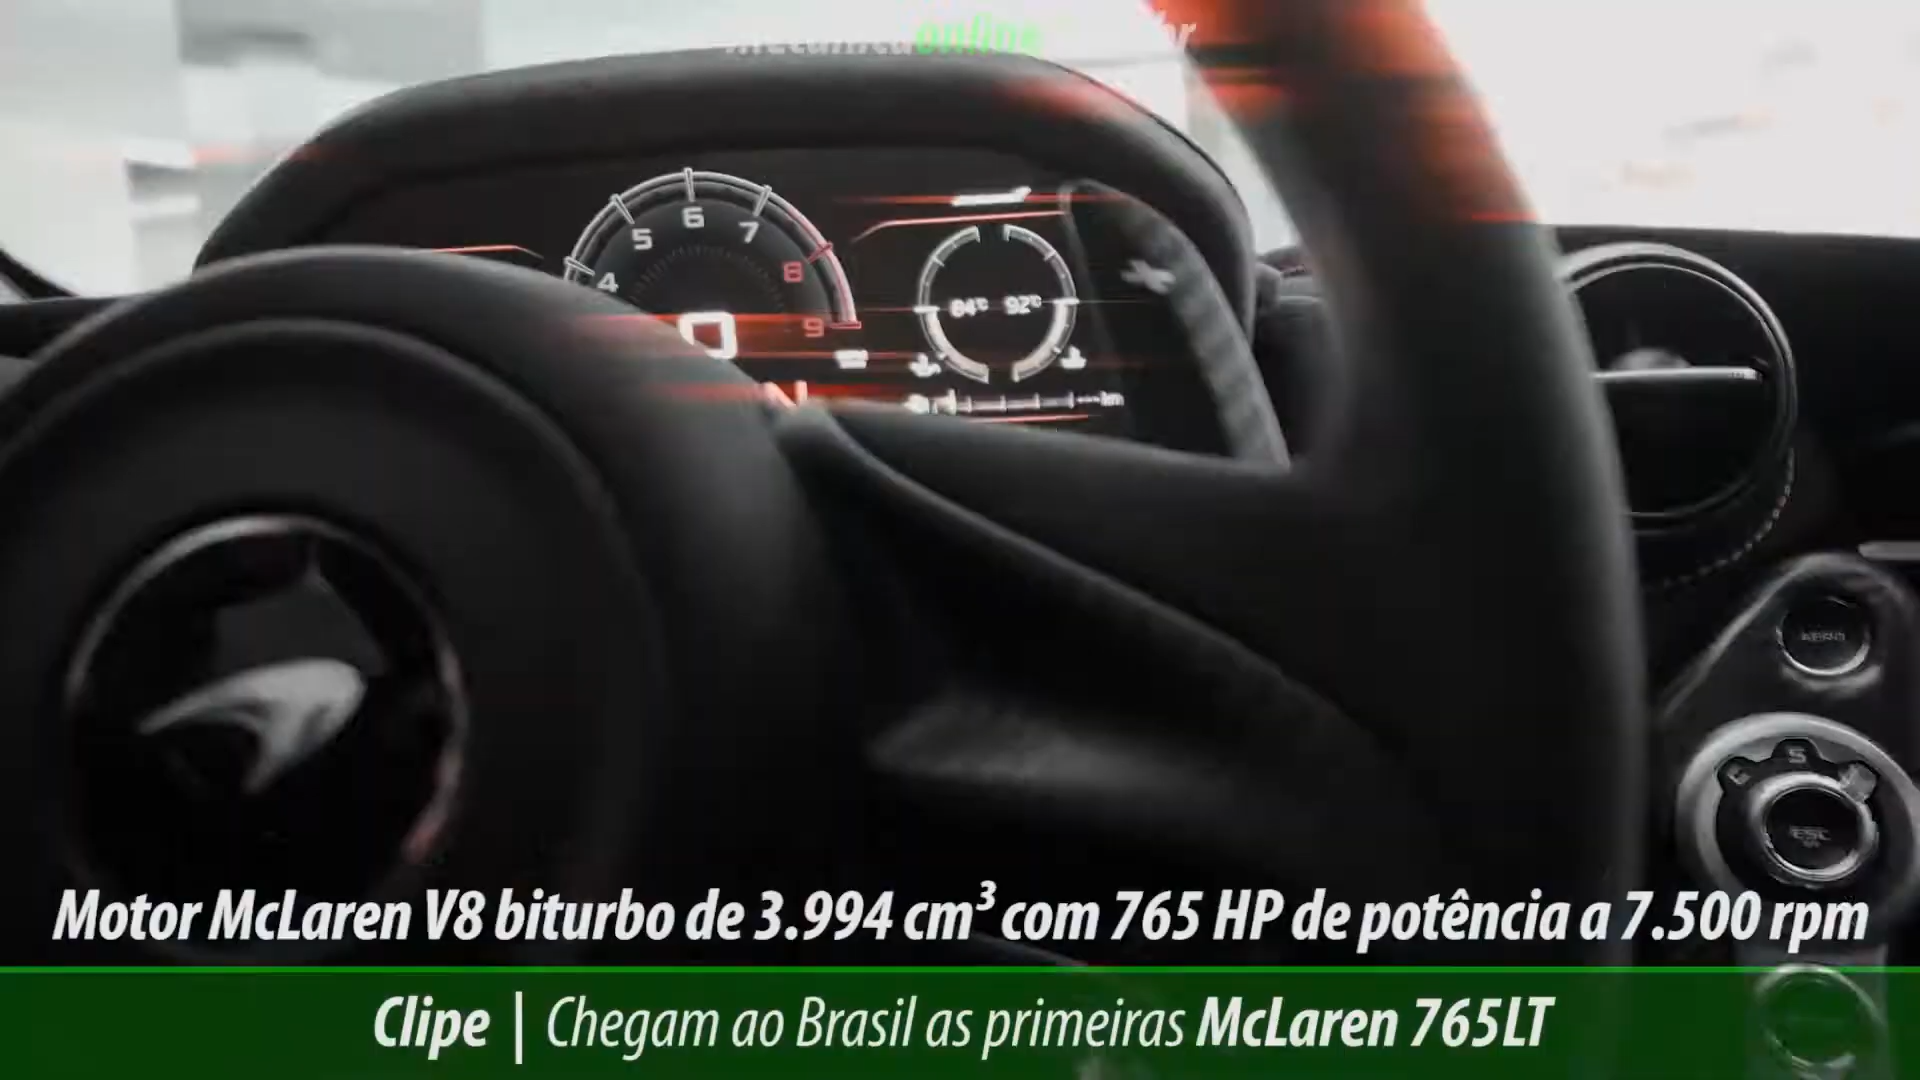 online
6
5
7
4
8
9
84°C 92°C
S
ESC
Motor McLaren V8 biturbo de 3.994 cm³ com 765 HP de potência a 7.500 rpm
Clipe | Chegam ao Brasil as primeiras McLaren 765LT